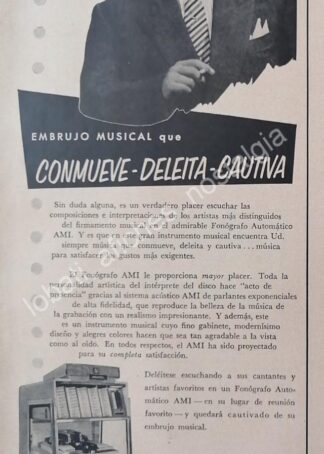 EMBRUJO MUSICAL que
CONMUEVE - DELEITA - CAUTIVA
Sin duda alguna, es un verdadero placer escuchar las
composiciones e interpretaciones de los artistas más distinguidos
del firmamento musical en el admirable Fonógrafo Automático
AMI. Y es que en ese gran instrumento musical encuentra Ud.
siempre música que conmueve, deleita y cautiva . . . música
para satisfacer los gustos más exigentes.
El Fonógrafo AMI le proporciona mayor placer. Toda la
personalidad artística del intérprete del disco hace "acto de
presencia" gracias al sistema acústico AMI de parlantes exponenciales
de alta fidelidad, que reproduce la belleza de la música de
la grabación con un realismo impresionante. Y además, este
es un instrumento musical cuyo fino gabinete, modernísimo
diseño y alegres colores hacen que sea tan agradable a la vista
como al oído. En todos respectos, el AMI ha sido proyectado
para su completa satisfacción.
Deléitese escuchando a sus cantantes y
artistas favoritos en un Fonógrafo Auto-
mático AMI — en su lugar de reunión
favorito — y quedará cautivado de su
embrujo musical.